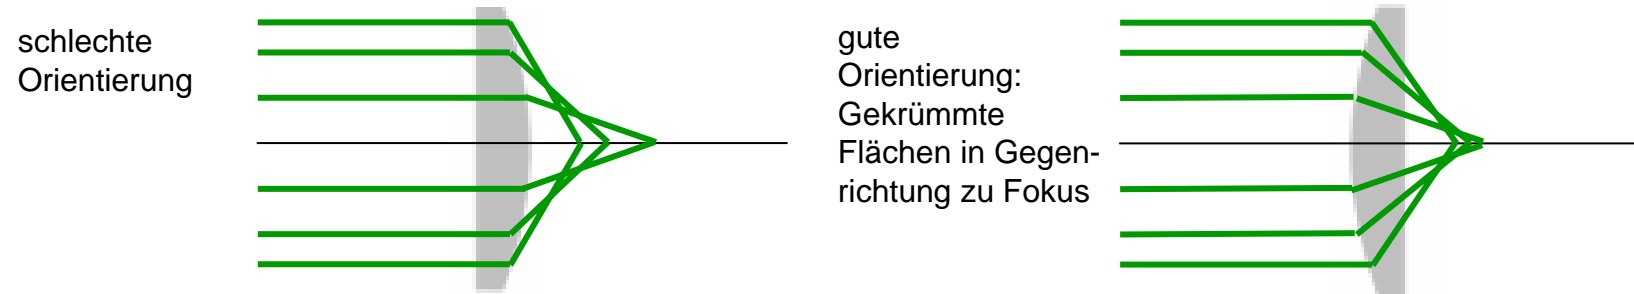 schlechte
Orientierung
gute
Orientierung:
Gekrümmte
Flächen in Gegen-
richtung zu Fokus